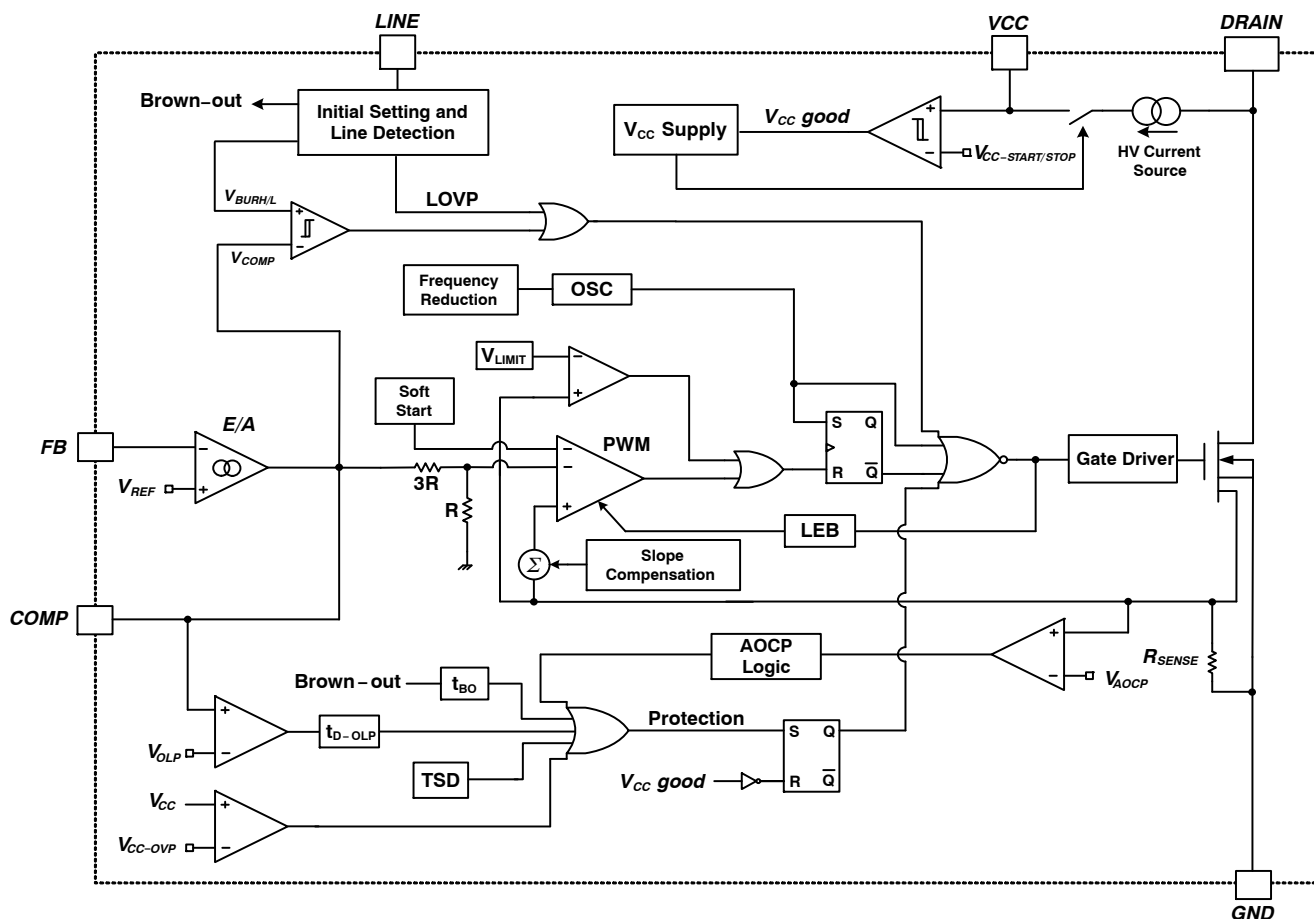 LINE
VCC
DRAIN
Brown-out
Initial Setting and
Line Detection
VCC Supply
VCC good
+
−
VCC-START/STOP
HV Current
Source
VBURH/L
LOVP
+
−
VCOMP
Frequency
Reduction
OSC
VLIMIT
−
+
Soft
Start
E/A
PWM
FB
−
+
VREF
3R
R
−
−
+
S Q
R Q
Gate Driver
LEB
Σ
Slope
Compensation
COMP
AOCP
Logic
+
−
VAOCP
RSENSE
Brown-out
tBO
Protection
+
−
VOLP
tD-OLP
TSD
S Q
R Q
VCC good
VCC
+
−
VCC-OVP
GND